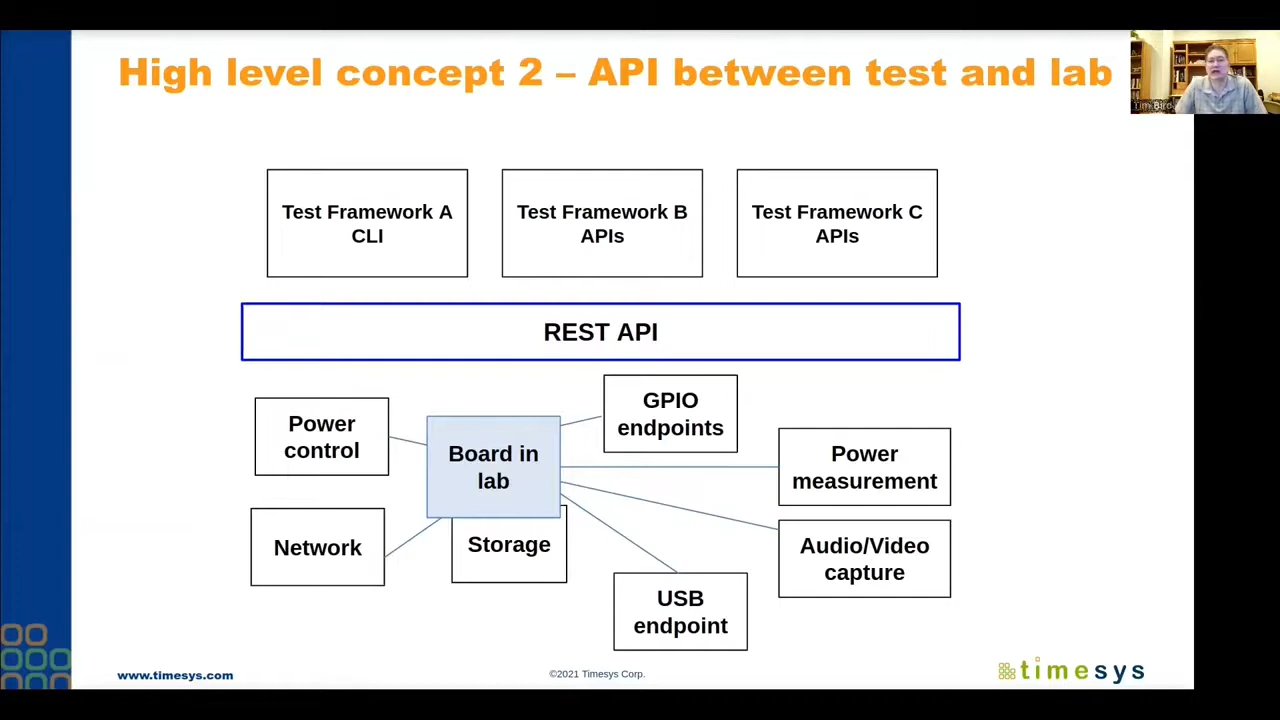 High level concept 2 – API between test and lab
Tim Bird
Test Framework A
CLI
Test Framework B
APIs
Test Framework C
APIs
REST API
GPIO
endpoints
Power
control
Board in
lab
Power
measurement
Network
Storage
Audio/Video
capture
USB
endpoint
www.timesys.com
©2021 Timesys Corp.
timesys